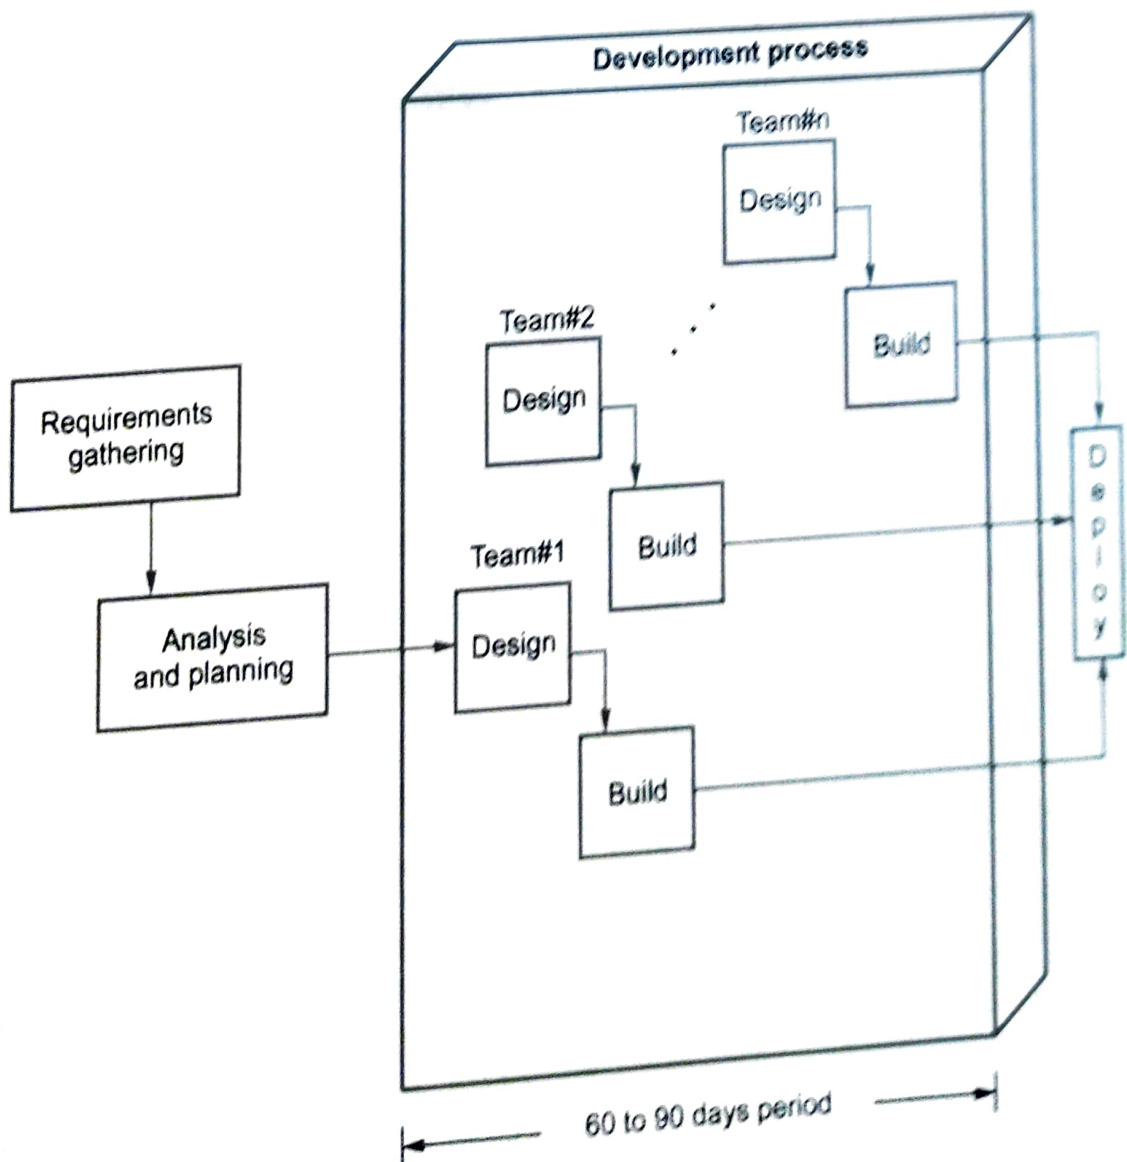 Development process
Team#n
Design
Build
Team#2
Design
Build
Requirements
gathering
Team#1
Design
Build
Analysis
and planning
Deploy
60 to 90 days period